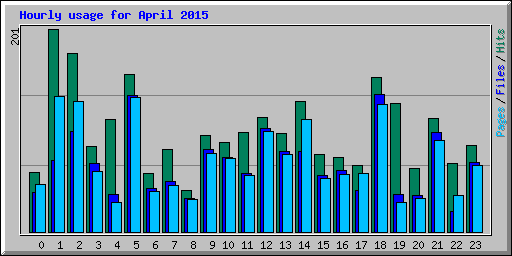 Hourly usage for April 2015
201
Pages / Files / Hits
0 1 2 3 4 5 6 7 8 9 10 11 12 13 14 15 16 17 18 19 20 21 22 23